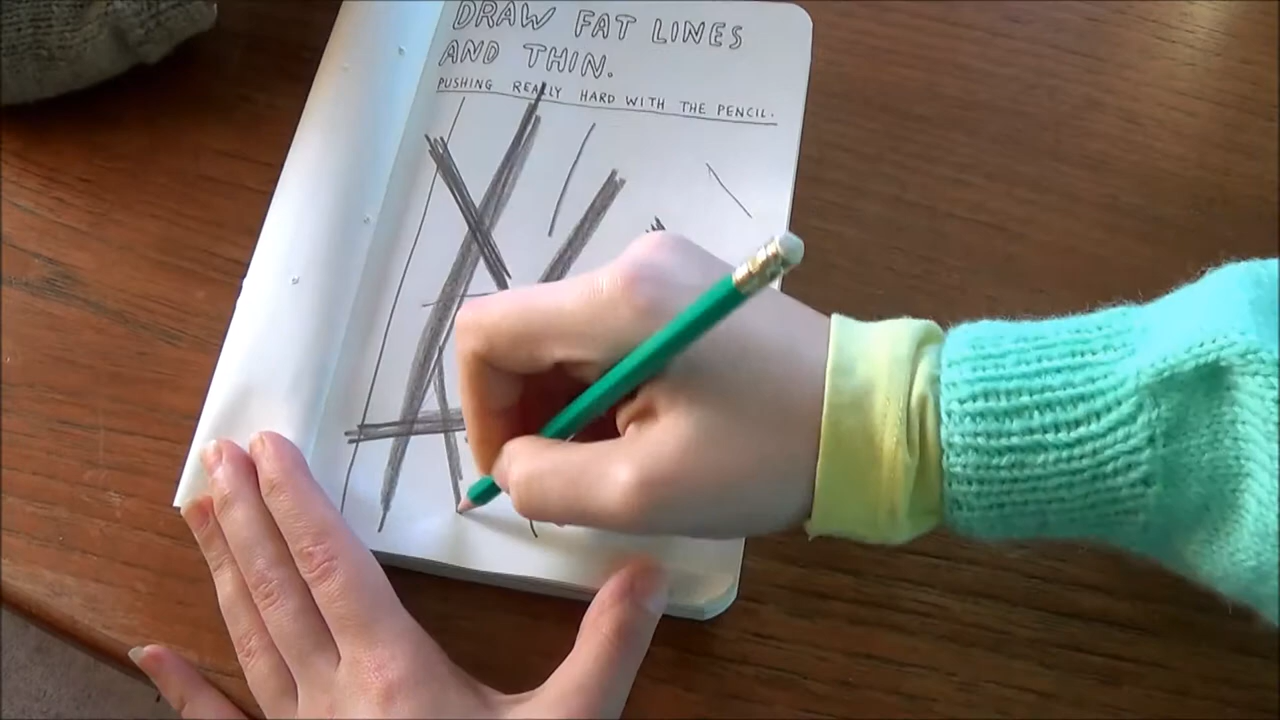 DRAW FAT LINES
AND THIN.
PUSHING REALLY HARD WITH THE PENCIL.